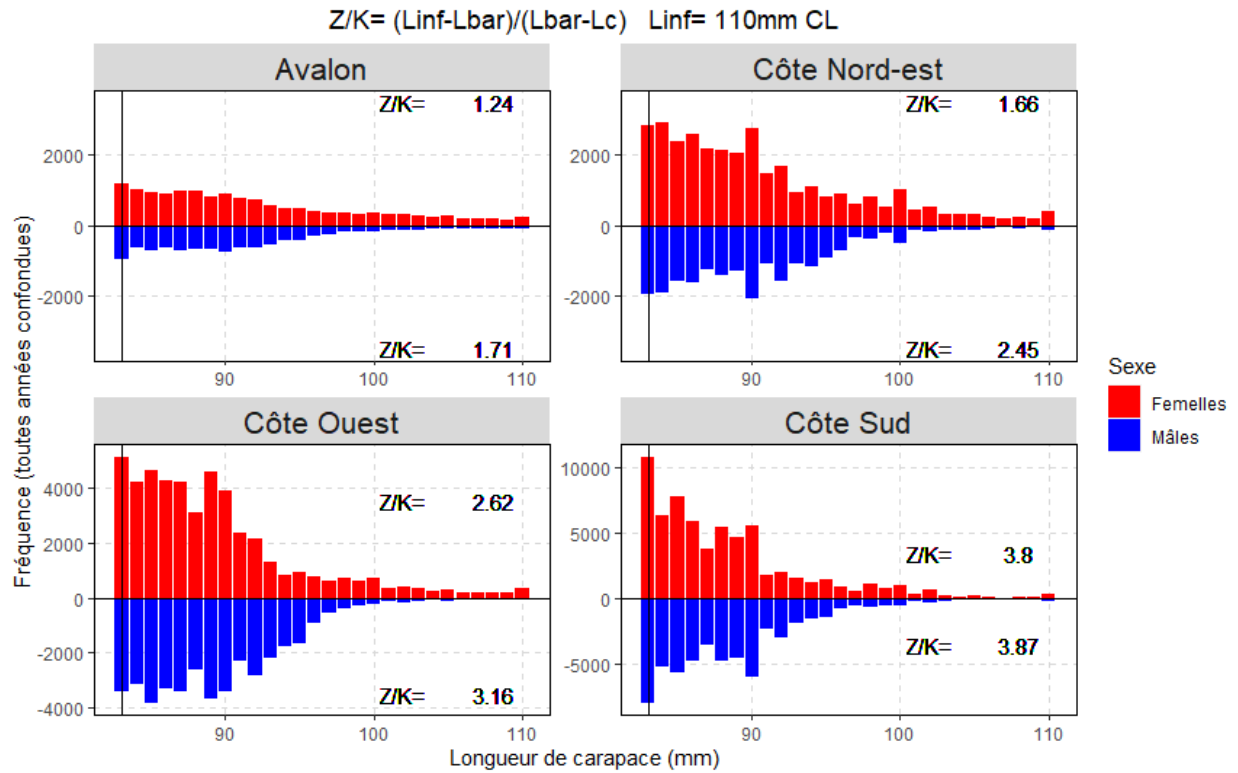 Z/K= (Linf-Lbar)/(Lbar-Lc) Linf= 110mm CL
Avalon
Côte Nord-est
Z/K= 1.24
Z/K= 1.66
2000
0
-2000
2000
0
-2000
Z/K= 1.71
Z/K= 2.45
90 100 110
90 100 110
Côte Ouest
Côte Sud
4000
2000
0
-2000
-4000
10000
5000
0
-5000
Z/K= 2.62
Z/K= 3.8
Z/K= 3.16
Z/K= 3.87
90 100 110
90 100 110
Fréquence (toutes années confondues)
Longueur de carapace (mm)
Sexe
Femelles
Mâles